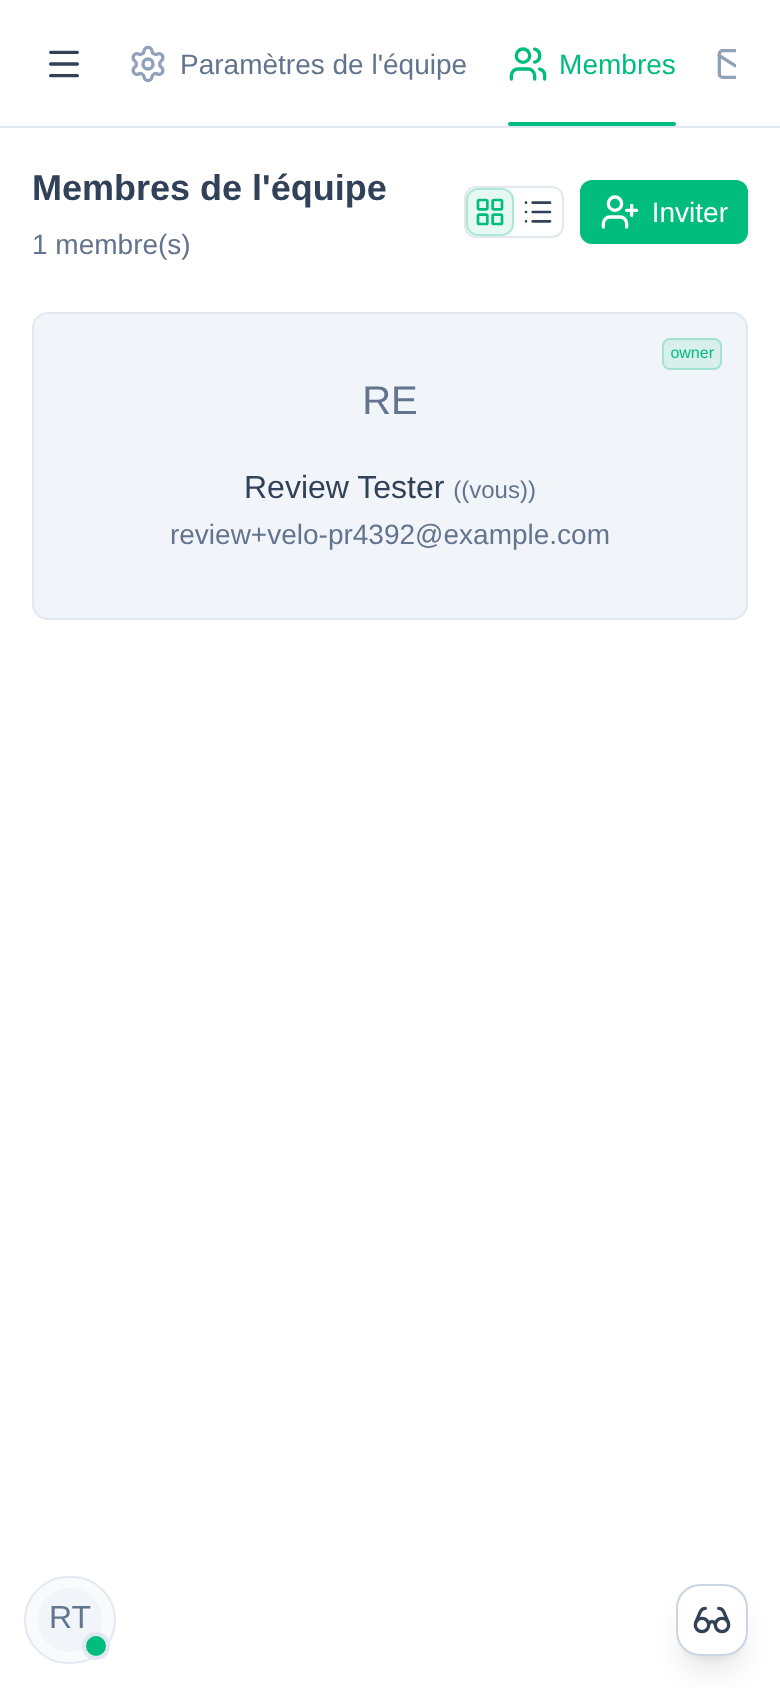 Paramètres de l'équipe
Membres
Membres de l'équipe
1 membre(s)
Inviter
owner
RE
Review Tester ((vous))
review+velo-pr4392@example.com
RT